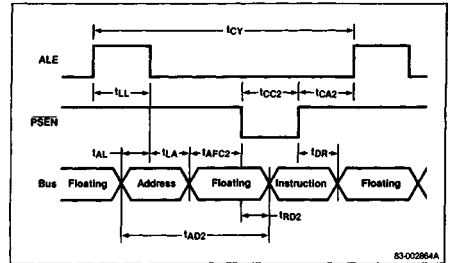 tCY
ALE
tLL
tCC2
tCA2
PSEN
tAL
tLA
tAFC2
tDR
Bus
Floating
Address
Floating
Instruction
Floating
tRD2
tAD2
83-002864A